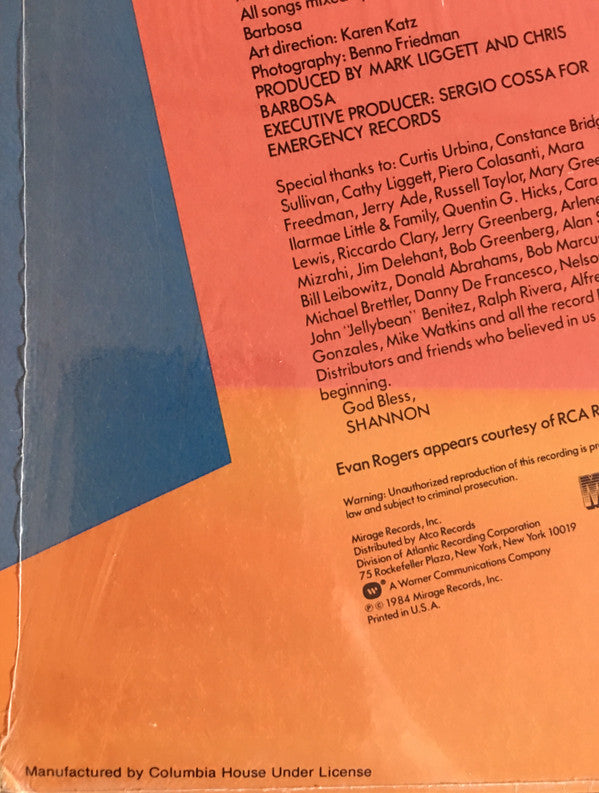 All songs mixed
Barbosa
Art direction: Karen Katz
Photography: Benno Friedman
PRODUCED BY MARK LIGGETT AND CHRIS
BARBOSA
EXECUTIVE PRODUCER: SERGIO COSSA FOR
EMERGENCY RECORDS
Special thanks to: Curtis Urbina, Constance
Sullivan, Cathy Liggett, Piero Colasanti, Mara
Freedman, Jerry Ade, Russell Taylor, Mary
Ilarmae Little & Family, Quentin G. Hicks, Cara
Lewis, Riccardo Clary, Jerry Greenberg, Arlene
Mizrahi, Jim Delehant, Bob Greenberg, Alan
Bill Leibowitz, Donald Abrahams, Bob
Michael Brettler, Danny De Francesco,
John "Jellybean" Benitez, Ralph Rivera,
Gonzales, Mike Watkins and all the record
Distributors and friends who believed in us
beginning.
God Bless,
SHANNON
Evan Rogers appears courtesy of RCA
Warning: Unauthorized reproduction of this recording is
law and subject to criminal prosecution.
Mirage Records, Inc.
Distributed by Atco Records
Division of Atlantic Recording Corporation
75 Rockefeller Plaza, New York, New York 10019
A Warner Communications Company
℗ © 1984 Mirage Records, Inc.
Printed in U.S.A.
Manufactured by Columbia House Under License